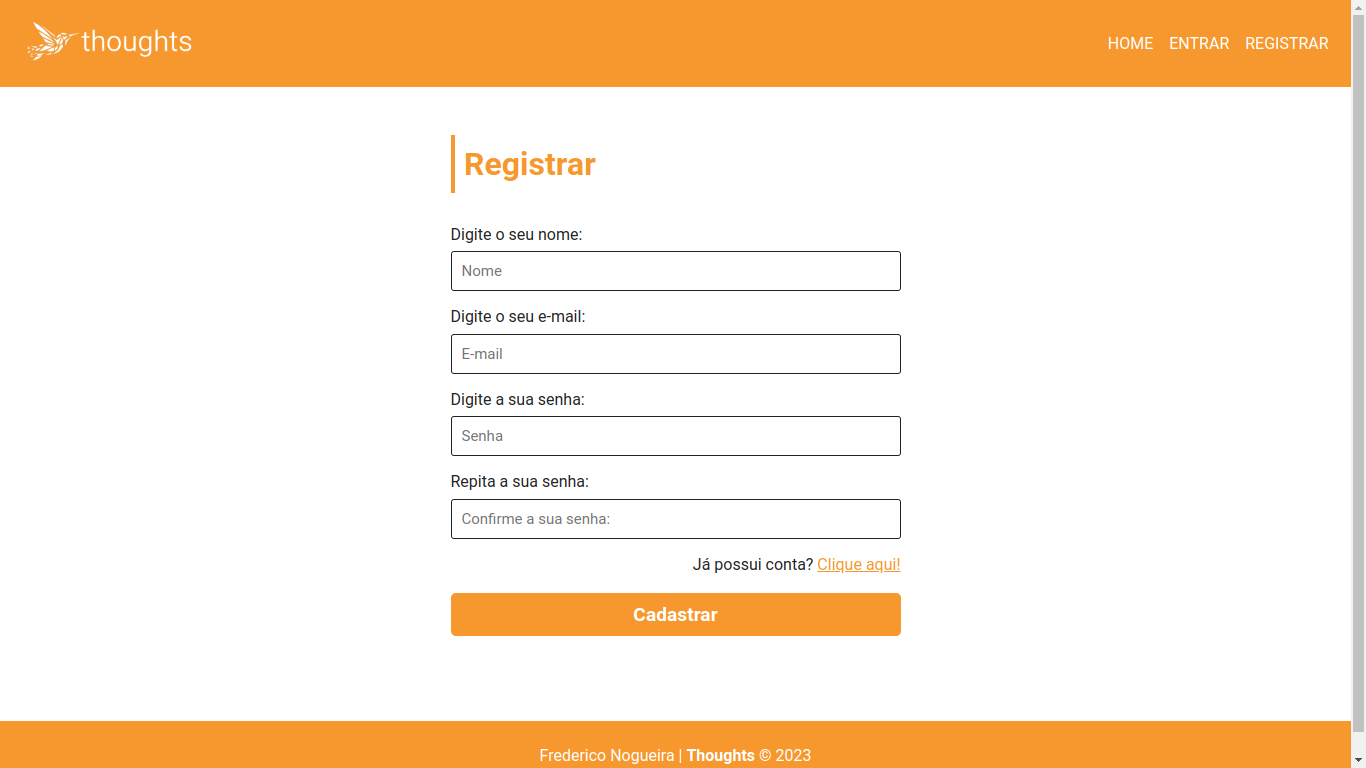 thoughts
HOME ENTRAR REGISTRAR
Registrar
Digite o seu nome:
Nome
Digite o seu e-mail:
E-mail
Digite a sua senha:
Senha
Repita a sua senha:
Confirme a sua senha:
Já possui conta? Clique aqui!
Cadastrar
Frederico Nogueira | Thoughts © 2023